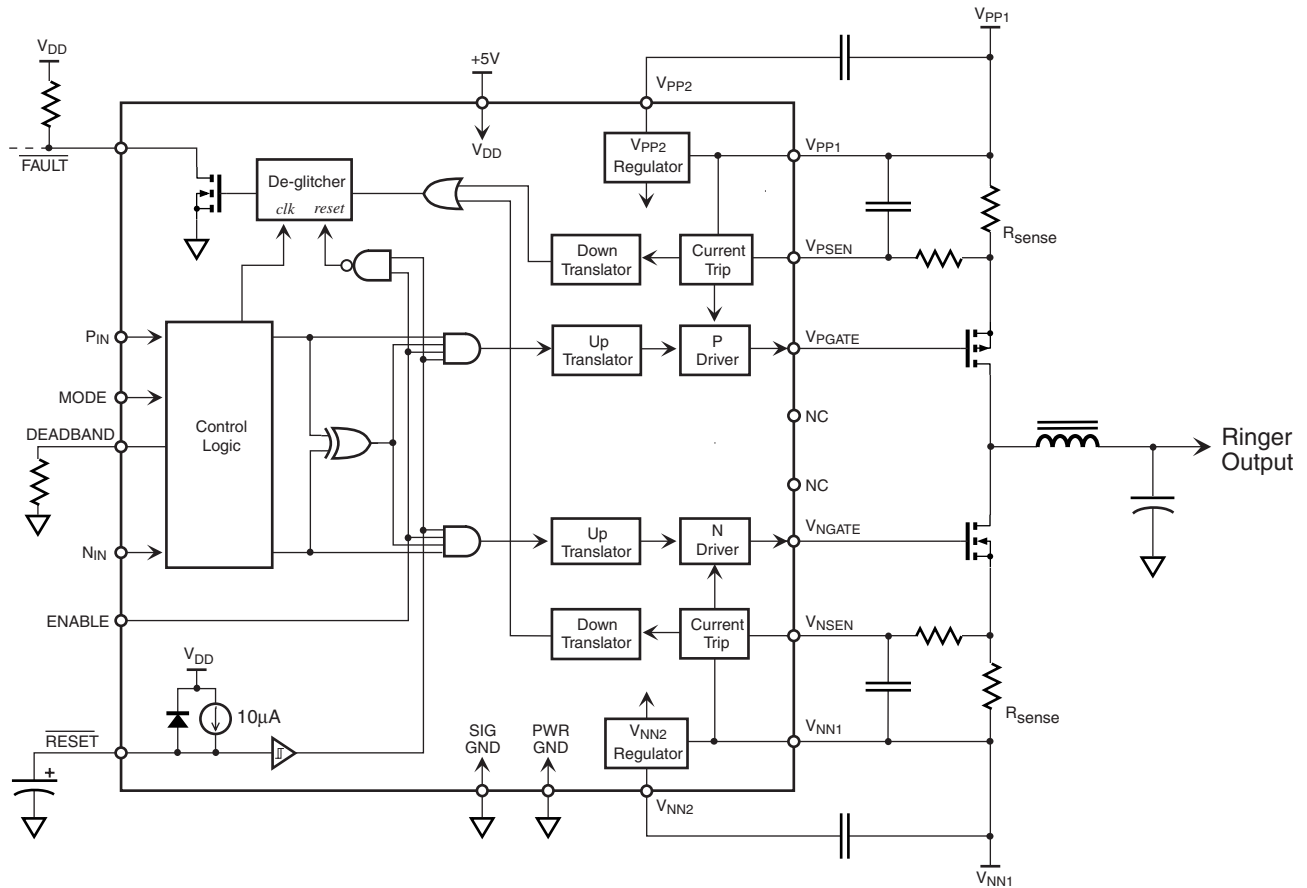 VPP1
VDD
+5V
VPP2
VDD
VPP2
Regulator
VPP1
FAULT
De-glitcher
clk reset
Rsense
Down
Translator
Current
Trip
VPSEN
PIN
Up
Translator
P
Driver
VPGATE
MODE
NC
Control
Logic
DEADBAND
Ringer
Output
NC
NIN
Up
Translator
N
Driver
VNGATE
ENABLE
Down
Translator
Current
Trip
VNSEN
VDD
10µA
Rsense
RESET
SIG
GND
PWR
GND
VNN2
Regulator
VNN1
+
VNN2
VNN1